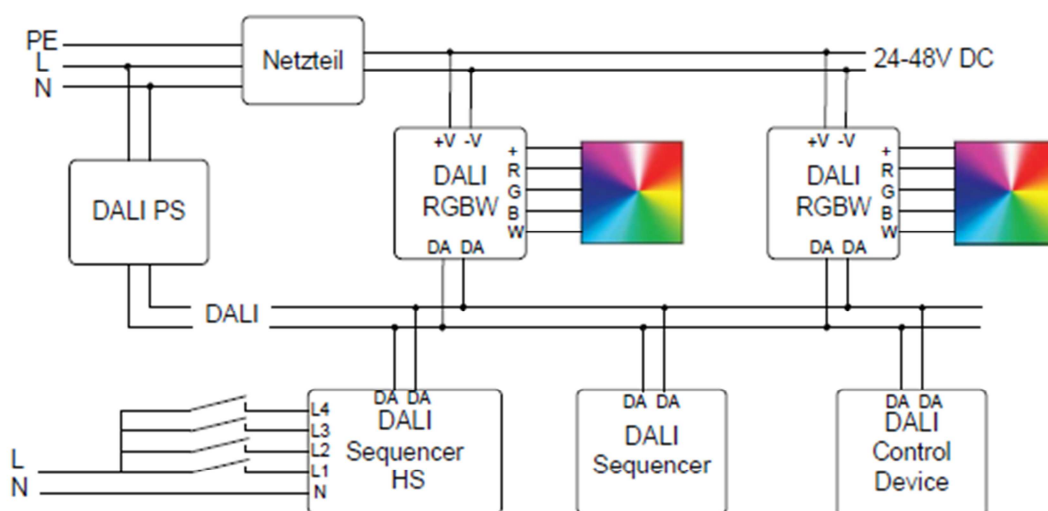 PE
L
N
Netzteil
24-48V DC
+V -V
DALI
RGBW
+
R
G
B
W
DA DA
+V -V
DALI
RGBW
+
R
G
B
W
DA DA
DALI PS
DALI
DA DA
DALI
Sequencer
HS
L4
L3
L2
L1
N
L
N
DA DA
DALI
Sequencer
DA DA
DALI
Control
Device